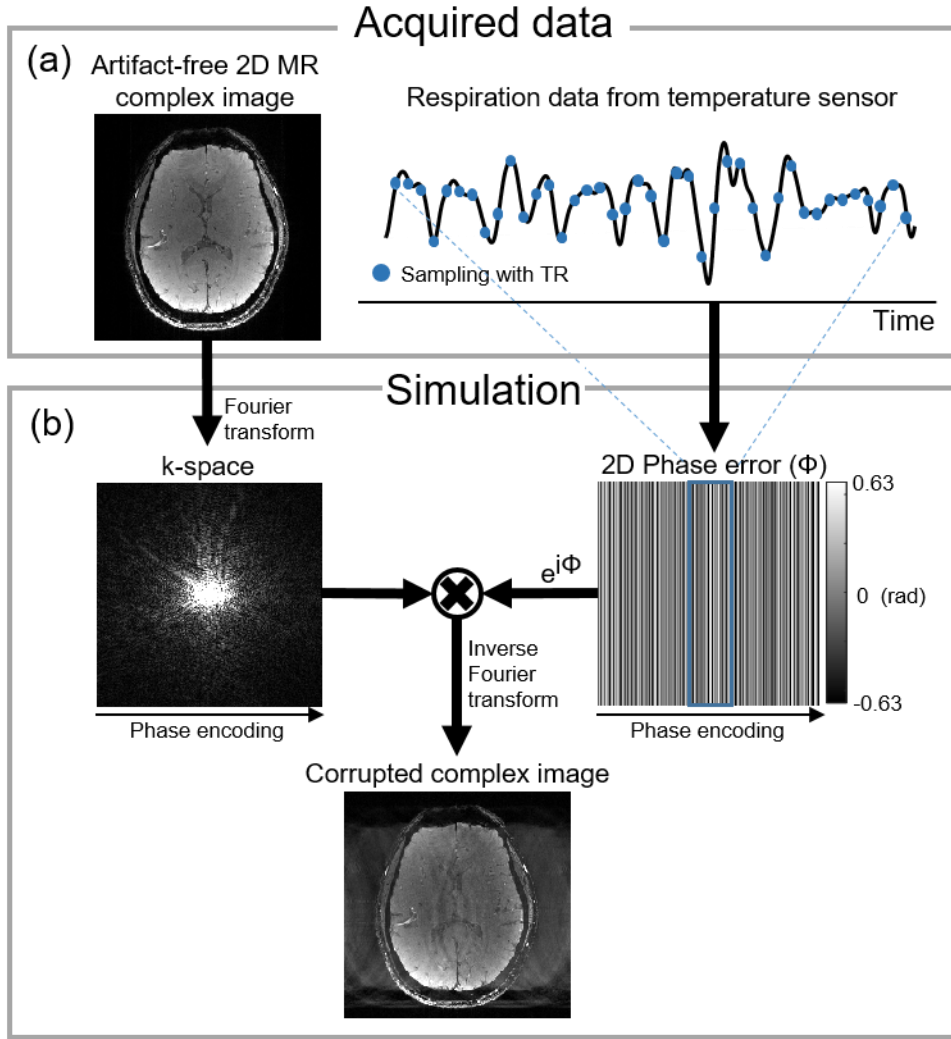 Acquired data
(a)
Artifact-free 2D MR
complex image
Respiration data from temperature sensor
Sampling with TR
Time
Simulation
(b)
Fourier
transform
k-space
2D Phase error (Φ)
0.63
0 (rad)
-0.63
e^{iΦ}
Inverse
Fourier
transform
Phase encoding
Phase encoding
Corrupted complex image